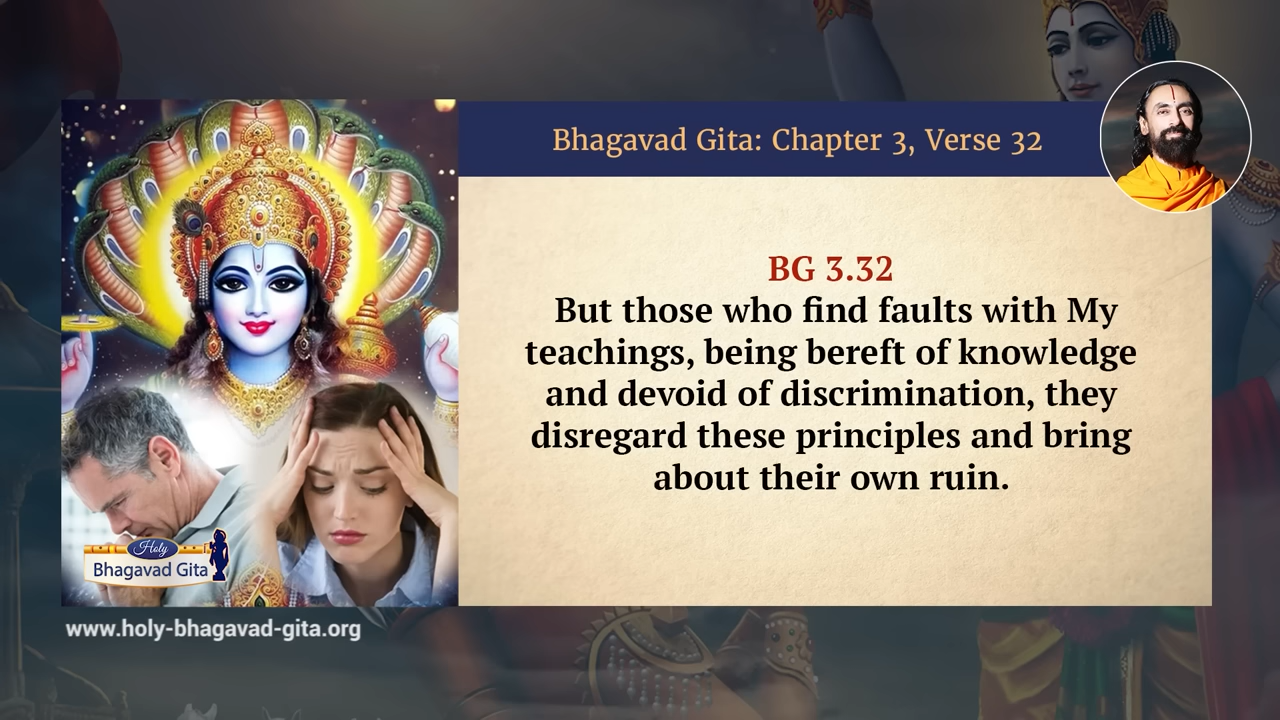 Bhagavad Gita: Chapter 3, Verse 32
BG 3.32
But those who find faults with My
teachings, being bereft of knowledge
and devoid of discrimination, they
disregard these principles and bring
about their own ruin.
Holy
Bhagavad Gita
www.holy-bhagavad-gita.org